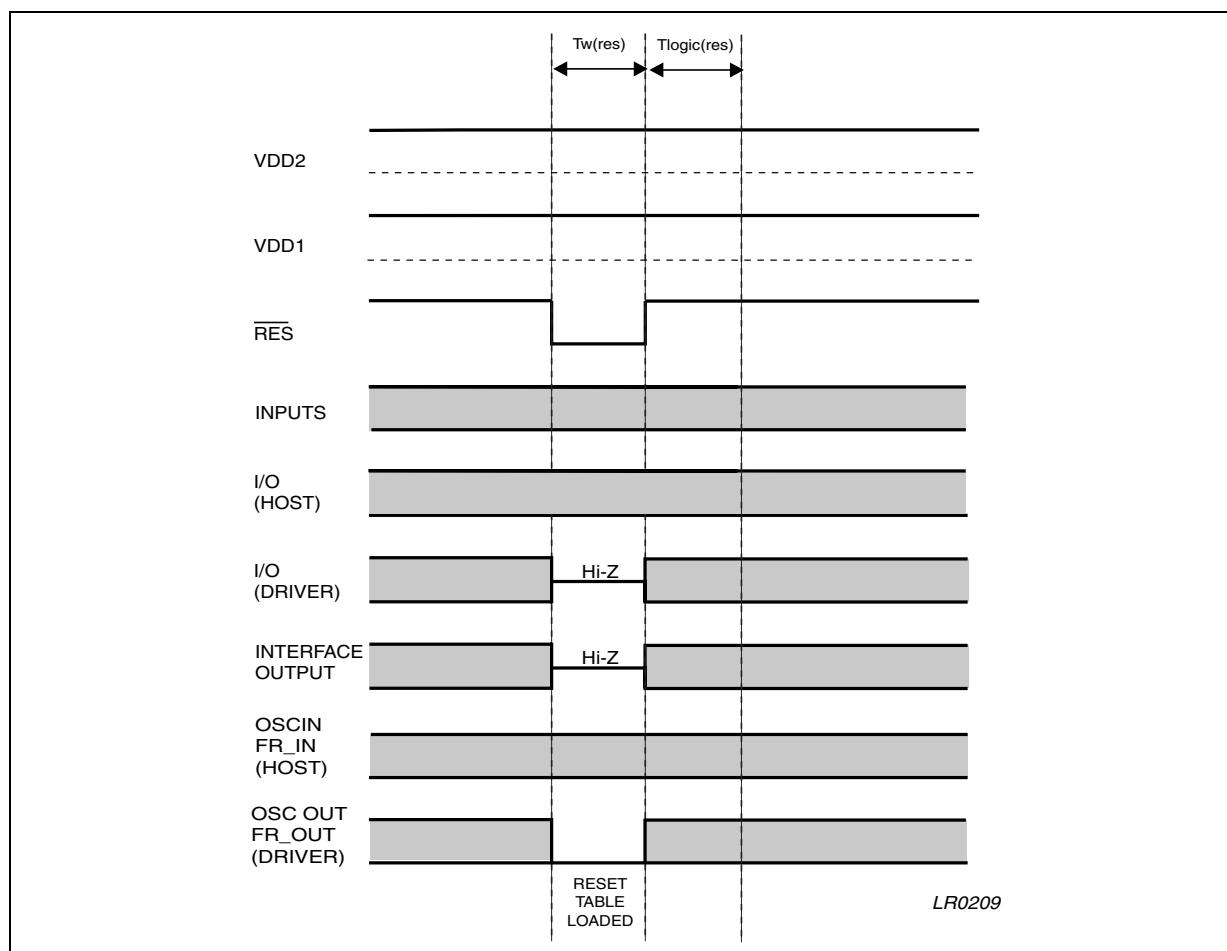 Tw(res) Tlogic(res)
VDD2
VDD1
RES
INPUTS
I/O
(HOST)
I/O
(DRIVER)
Hi-Z
INTERFACE
OUTPUT
Hi-Z
OSCIN
FR_IN
(HOST)
OSC OUT
FR_OUT
(DRIVER)
RESET
TABLE
LOADED
LR0209